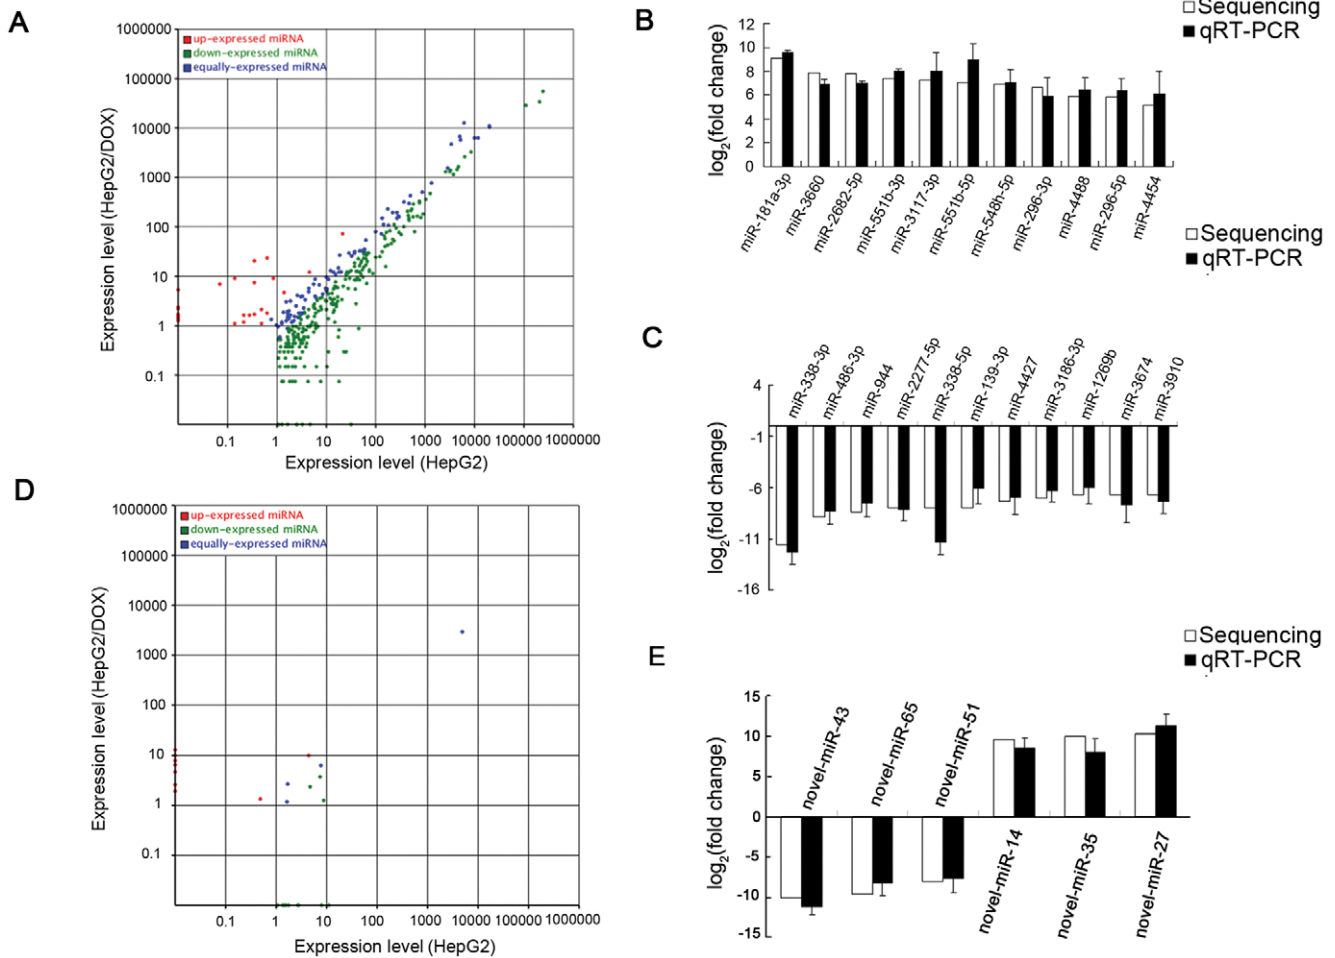 A
1000000
100000
10000
1000
100
10
1
0.1
Expression level (HepG2/DOX)
up-expressed miRNA
down-expressed miRNA
equally-expressed miRNA
0.1 1 10 100 1000 10000 100000 1000000
Expression level (HepG2)
B
Sequencing
qRT-PCR
12
10
8
6
4
2
0
log2(fold change)
miR-181a-3p
miR-3660
miR-2682-5p
miR-551b-3p
miR-3117-3p
miR-551b-5p
miR-548h-5p
miR-296-3p
miR-4488
miR-296-5p
miR-4454
Sequencing
qRT-PCR
C
miR-338-3p
miR-486-3p
miR-944
miR-2277-5p
miR-338-5p
miR-139-3p
miR-4427
miR-3186-3p
miR-1269b
miR-3674
miR-3910
4
-1
-6
-11
-16
log2(fold change)
D
1000000
100000
10000
1000
100
10
1
0.1
Expression level (HepG2/DOX)
up-expressed miRNA
down-expressed miRNA
equally-expressed miRNA
0.1 1 10 100 1000 10000 100000 1000000
Expression level (HepG2)
E
Sequencing
qRT-PCR
15
10
5
0
-5
-10
-15
log2(fold change)
novel-miR-43
novel-miR-65
novel-miR-51
novel-miR-14
novel-miR-35
novel-miR-27